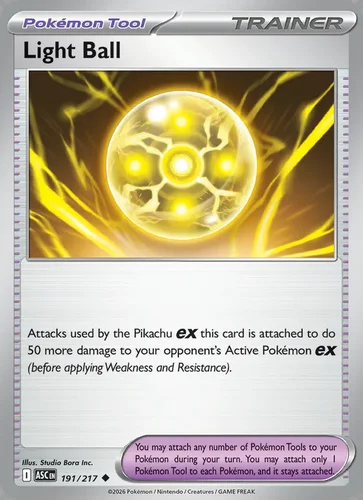 Pokémon Tool
TRAINER
Light Ball
Attacks used by the Pikachu ex this card is attached to do
50 more damage to your opponent's Active Pokémon ex
(before applying Weakness and Resistance).
Illus. Studio Bora Inc.
I ASC EN 191/217 ◆
You may attach any number of Pokémon Tools to your
Pokémon during your turn. You may attach only 1
Pokémon Tool to each Pokémon, and it stays attached.
©2026 Pokémon / Nintendo / Creatures / GAME FREAK